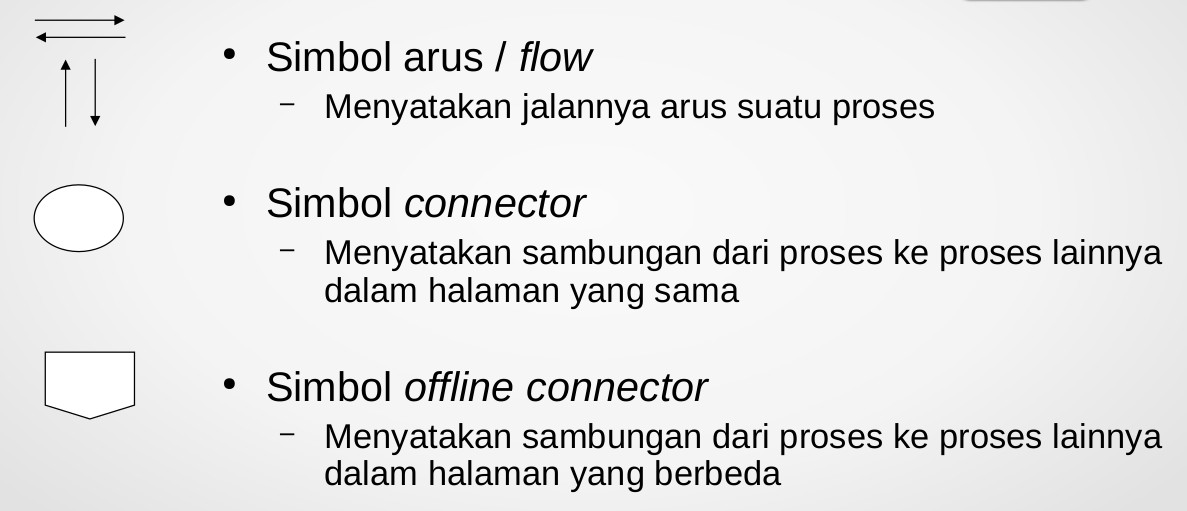 • Simbol arus / flow
– Menyatakan jalannya arus suatu proses
• Simbol connector
– Menyatakan sambungan dari proses ke proses lainnya
dalam halaman yang sama
• Simbol offline connector
– Menyatakan sambungan dari proses ke proses lainnya
dalam halaman yang berbeda